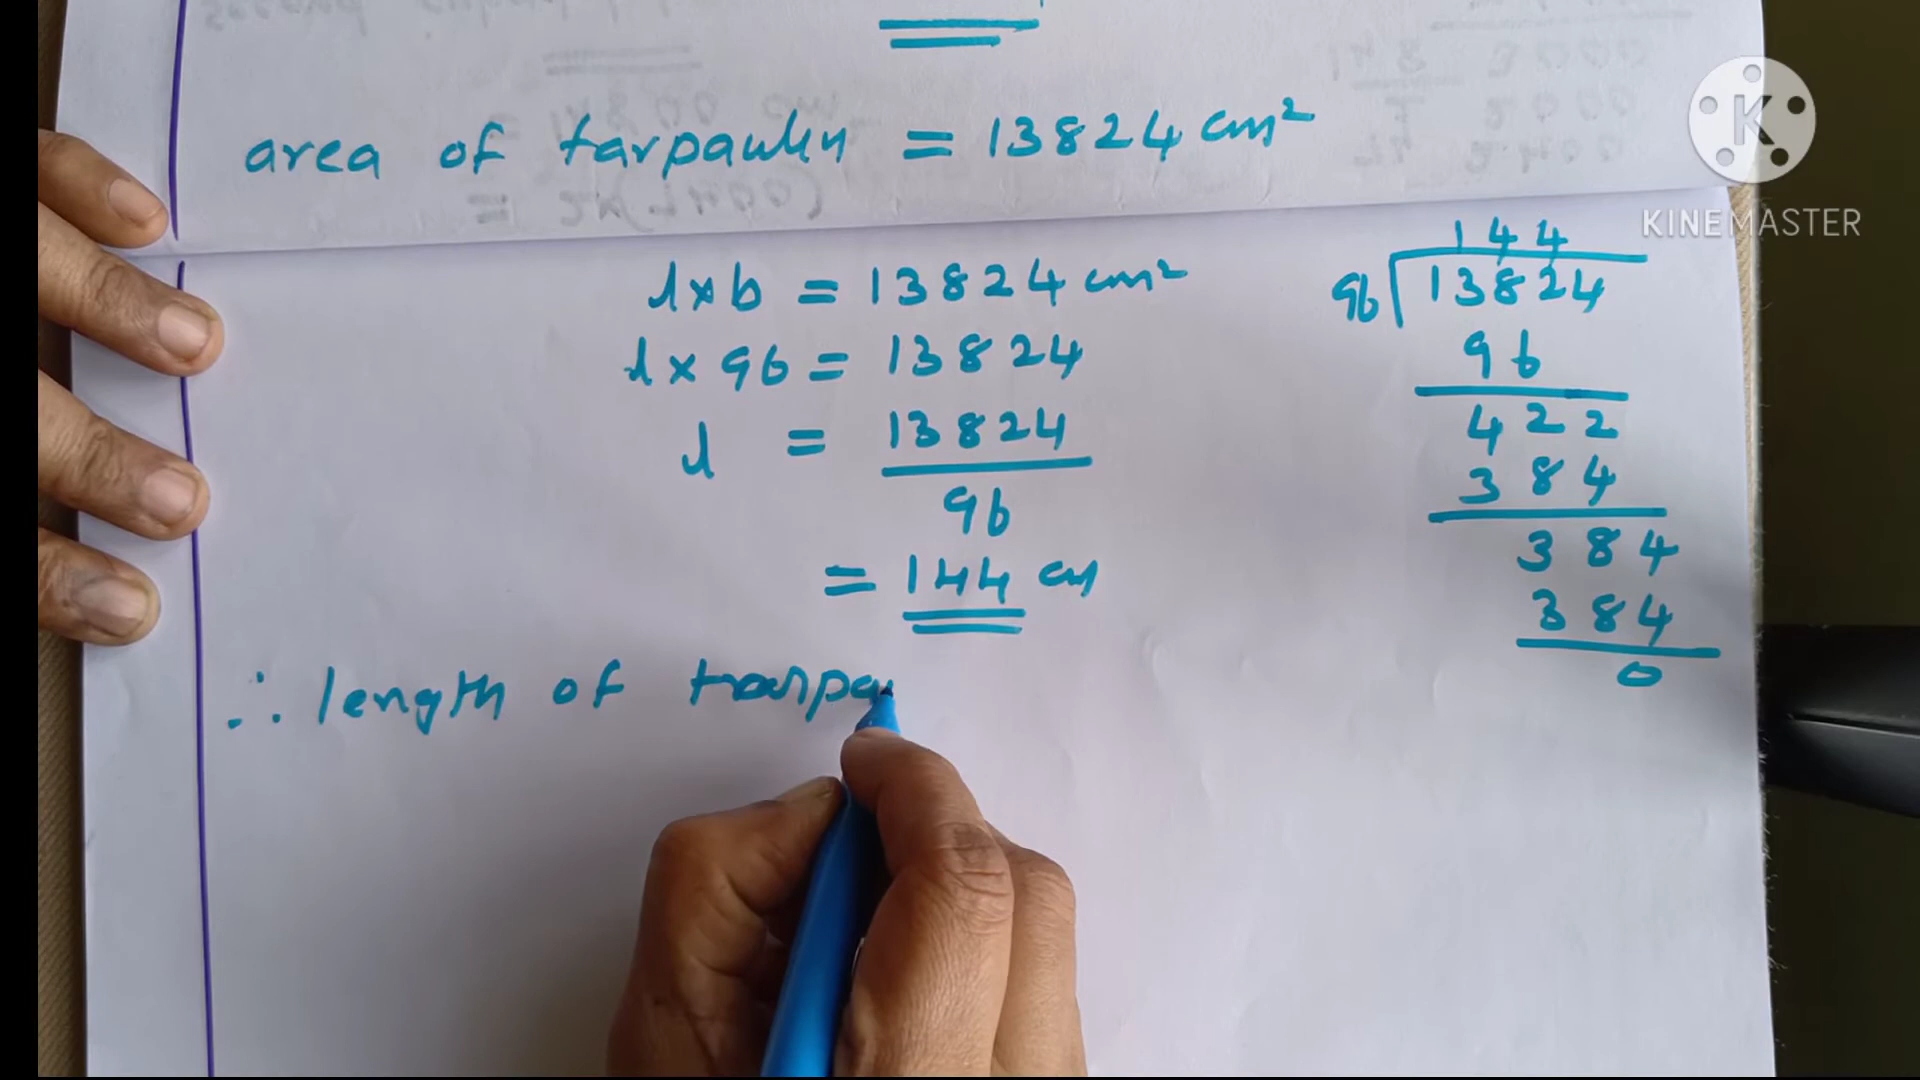 area of tarpaulin = 13824 cm²
l×b = 13824 cm²
l × 96 = 13824
l = 13824
96
= 144 cm
∴ length of tarpa
144
96 13824
96
422
384
384
384
0
K
KINEMASTER